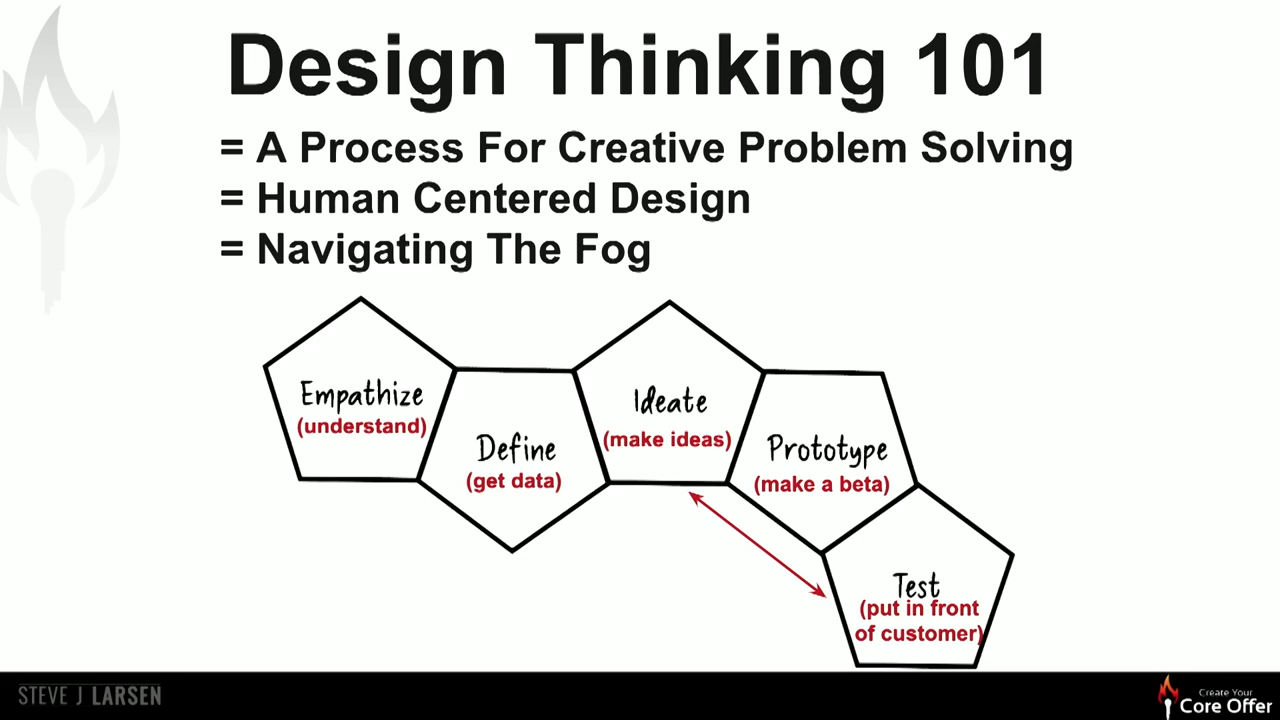 Design Thinking 101
= A Process For Creative Problem Solving
= Human Centered Design
= Navigating The Fog
Empathize
(understand)
Define
(get data)
Ideate
(make ideas)
Prototype
(make a beta)
Test
(put in front
of customer)
STEVE J LARSEN
Create Your
Core Offer